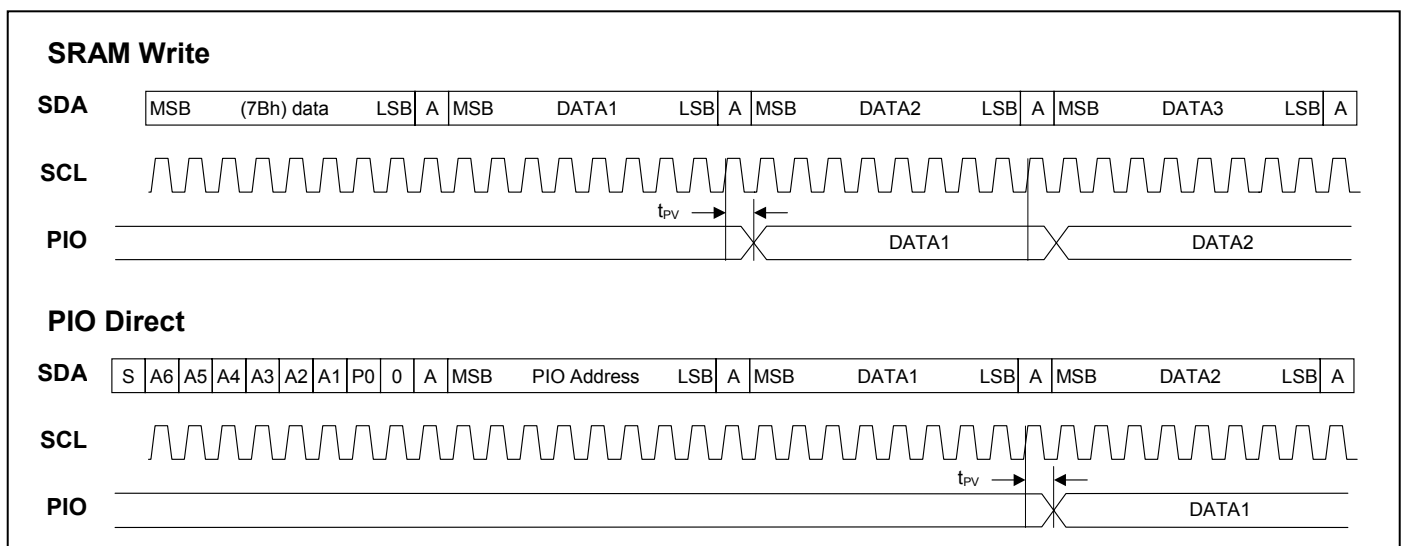 SRAM Write
SDA MSB (7Bh) data LSB A MSB DATA1 LSB A MSB DATA2 LSB A MSB DATA3 LSB A
SCL
tPV
PIO DATA1 DATA2
PIO Direct
SDA S A6 A5 A4 A3 A2 A1 P0 0 A MSB PIO Address LSB A MSB DATA1 LSB A MSB DATA2 LSB A
SCL
tPV
PIO DATA1